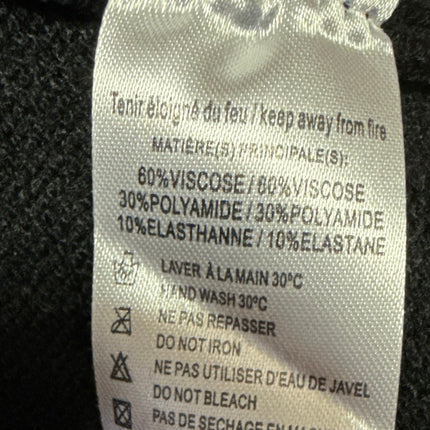 Tenir éloigné du feu / keep away from fire
MATIÈRE(S) PRINCIPALE(S):
60%VISCOSE / 60%VISCOSE
30%POLYAMIDE / 30%POLYAMIDE
10%ELASTHANNE / 10%ELASTANE
LAVER À LA MAIN 30°C
HAND WASH 30°C
NE PAS REPASSER
DO NOT IRON
NE PAS UTILISER D'EAU DE JAVEL
DO NOT BLEACH
PAS DE SECHAGE EN